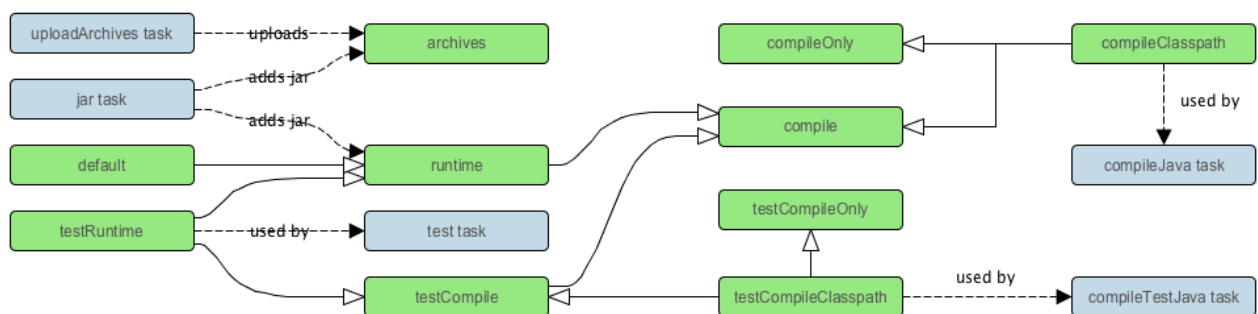 uploadArchives task
uploads
archives
compileOnly
compileClasspath
adds jar
jar task
used by
adds jar
compile
default
runtime
compileJava task
testCompileOnly
testRuntime
used by
test task
testCompile
testCompileClasspath
used by
compileTestJava task